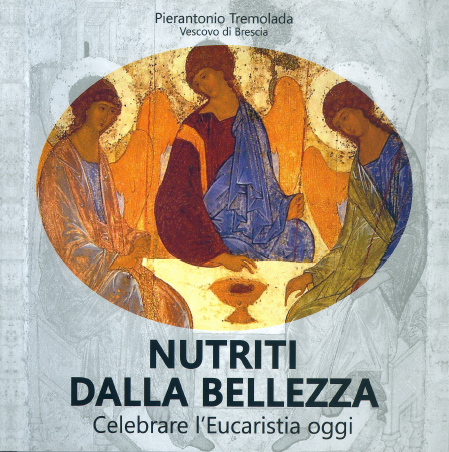 Pierantonio Tremolada
Vescovo di Brescia
NUTRITI
DALLA BELLEZZA
Celebrare l'Eucaristia oggi